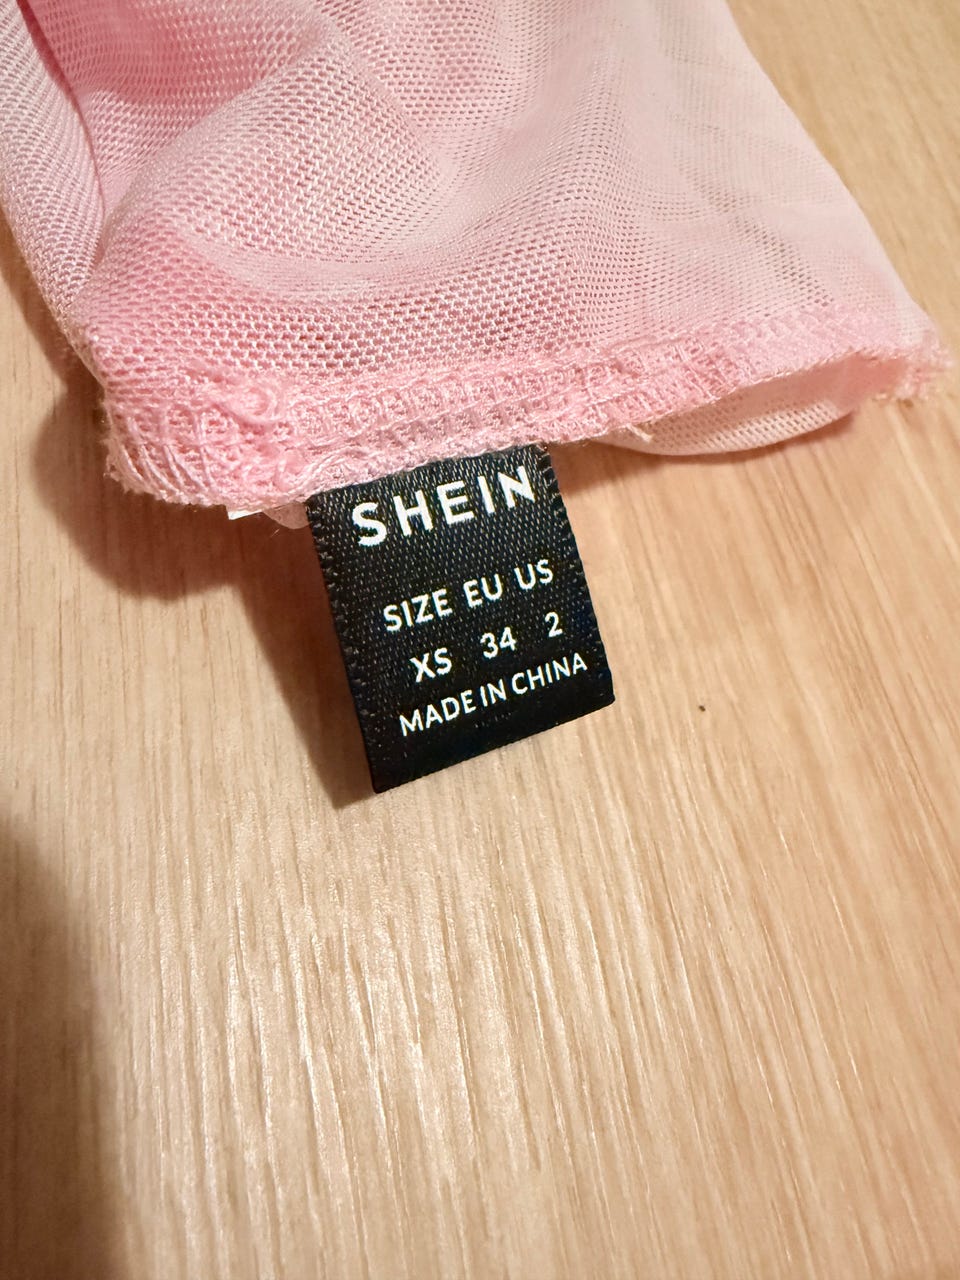 SHEIN
SIZE EU US
XS 34 2
MADE IN CHINA